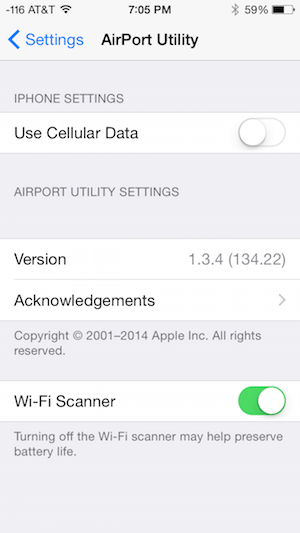 -116 AT&T 7:05 PM 59%
Settings AirPort Utility
IPHONE SETTINGS
Use Cellular Data
AIRPORT UTILITY SETTINGS
Version 1.3.4 (134.22)
Acknowledgements
Copyright © 2001–2014 Apple Inc. All rights
reserved.
Wi-Fi Scanner
Turning off the Wi-Fi scanner may help preserve
battery life.